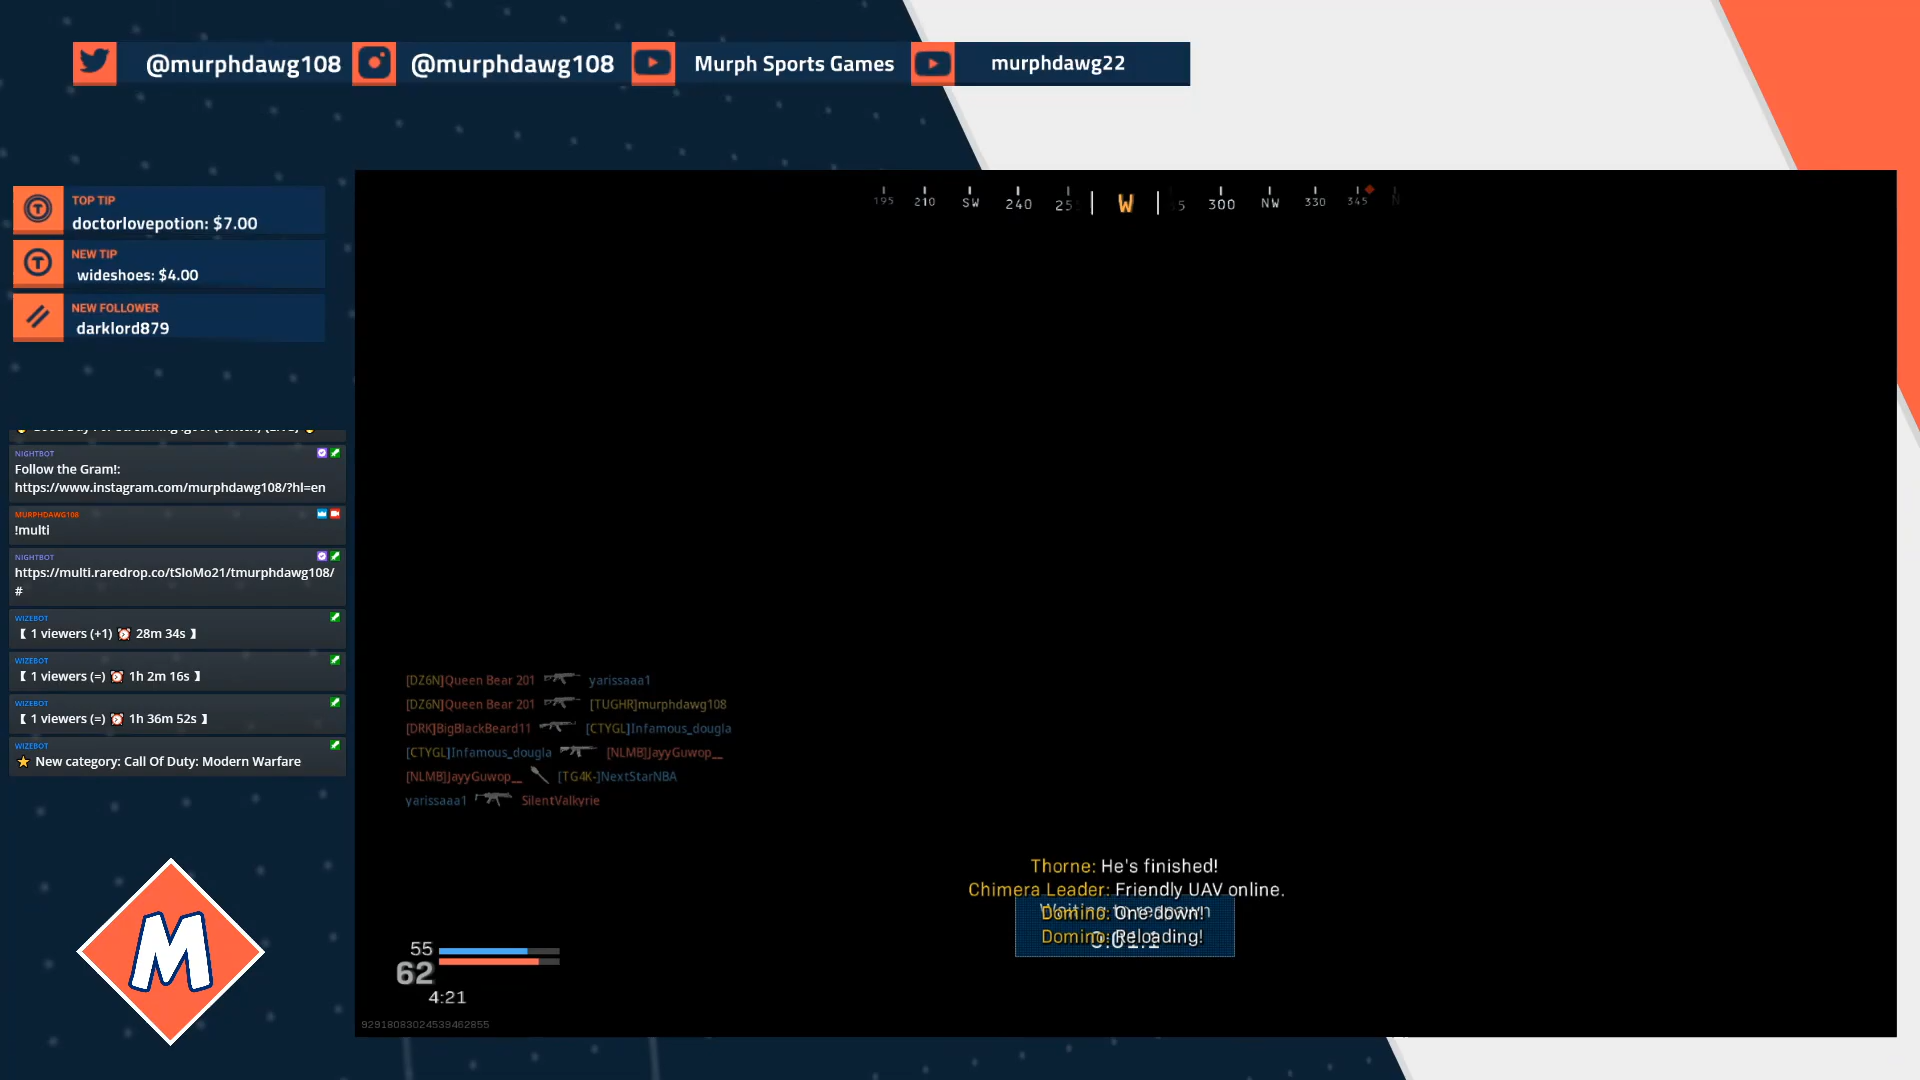 @murphdawg108 @murphdawg108 Murph Sports Games murphdawg22
TOP TIP
doctorlovepotion: $7.00
NEW TIP
wideshoes: $4.00
NEW FOLLOWER
darklord879
195 210 SW 240 W 300 NW 330 345 N
NIGHTBOT
Follow the Gram!:
https://www.instagram.com/murphdawg108/?hl=en
MURPHDAWG108
!multi
NIGHTBOT
https://multi.raredrop.co/tSloMo21/tmurphdawg108/
#
WIZEBOT
【 1 viewers (+1) ⏰ 28m 34s 】
WIZEBOT
【 1 viewers (=) ⏰ 1h 2m 16s 】
WIZEBOT
【 1 viewers (=) ⏰ 1h 36m 52s 】
WIZEBOT
⭐ New category: Call Of Duty: Modern Warfare
M
[DZ6N]Queen Bear 201 yarissaaa1
[DZ6N]Queen Bear 201 [TUGHR]murphdawg108
[DRK]BigBlackBeard11 [CTYGL]Infamous_dougla
[CTYGL]Infamous_dougla [NLMB]JayyGuwop__
[NLMB]JayyGuwop__ [TG4K-]NextStarNBA
yarissaaa1 SilentValkyrie
Thorne: He's finished!
Chimera Leader: Friendly UAV online.
Waiting to respawn
Domino: One down!
Domino: Reloading!
55
62
4:21
92918083024539462855